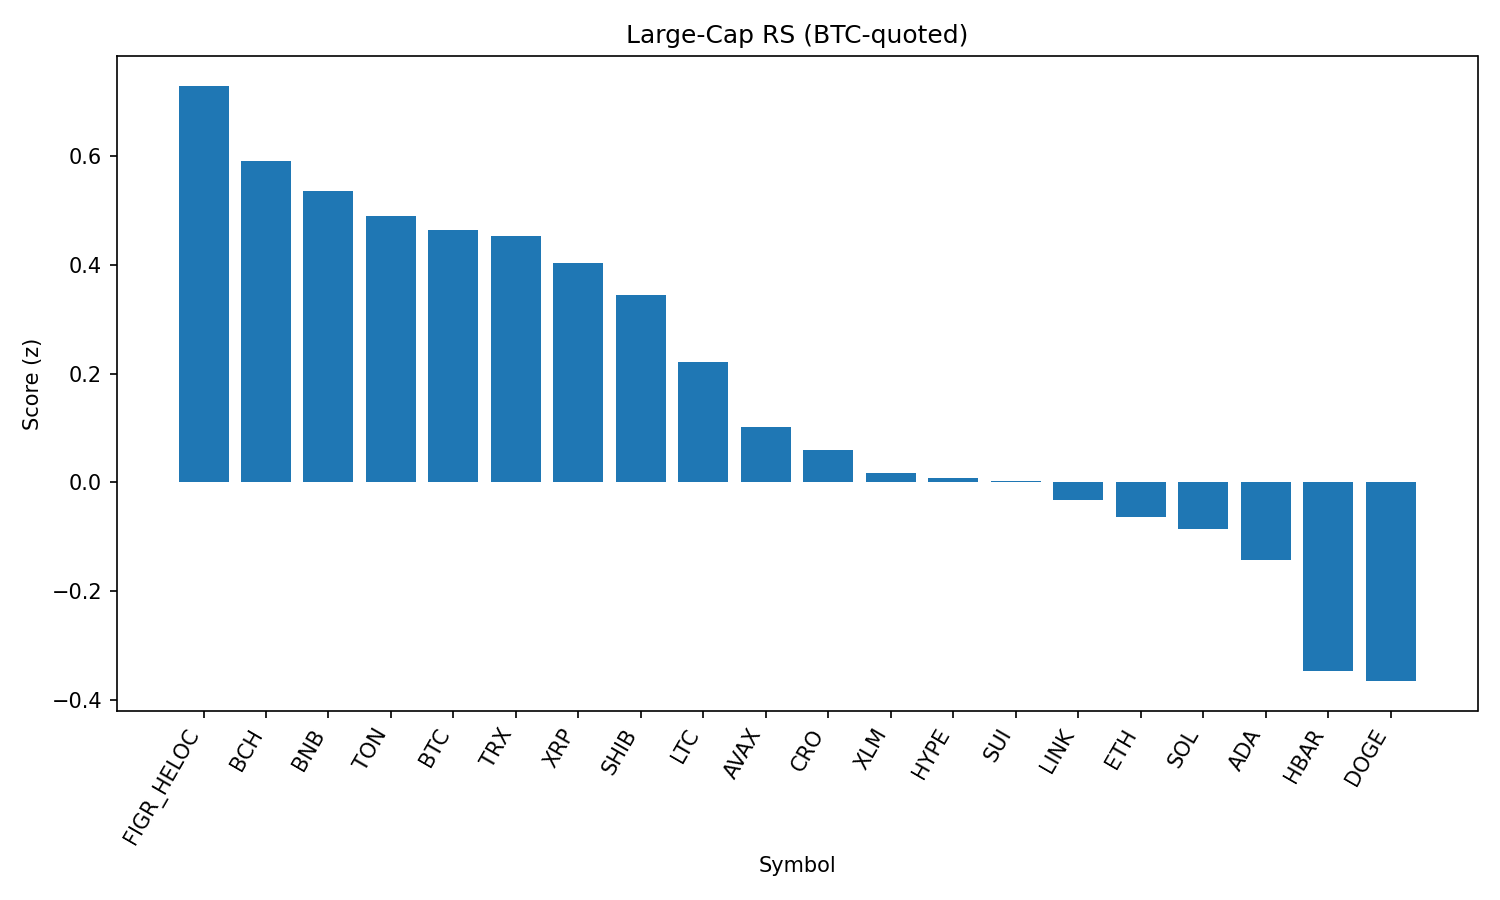 Large-Cap RS (BTC-quoted)
Score (z)
0.6
0.4
0.2
0.0
−0.2
−0.4
FIGR_HELOC
BCH
BNB
TON
BTC
TRX
XRP
SHIB
LTC
AVAX
CRO
XLM
HYPE
SUI
LINK
ETH
SOL
ADA
HBAR
DOGE
Symbol